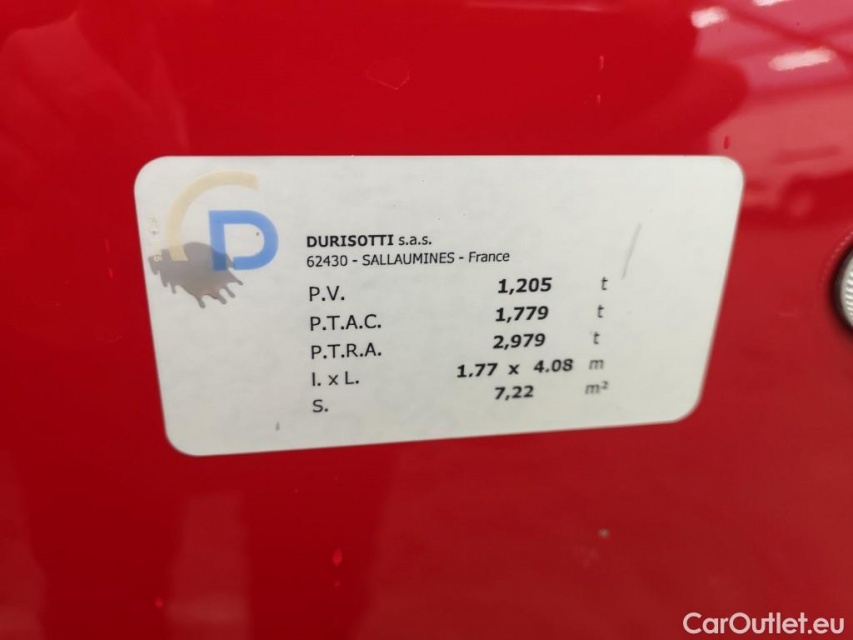 D
DURISOTTI s.a.s.
62430 - SALLAUMINES - France
P.V. 1,205 t
P.T.A.C. 1,779 t
P.T.R.A. 2,979 t
l. x L. 1.77 x 4.08 m
S. 7,22 m²
CarOutlet.eu